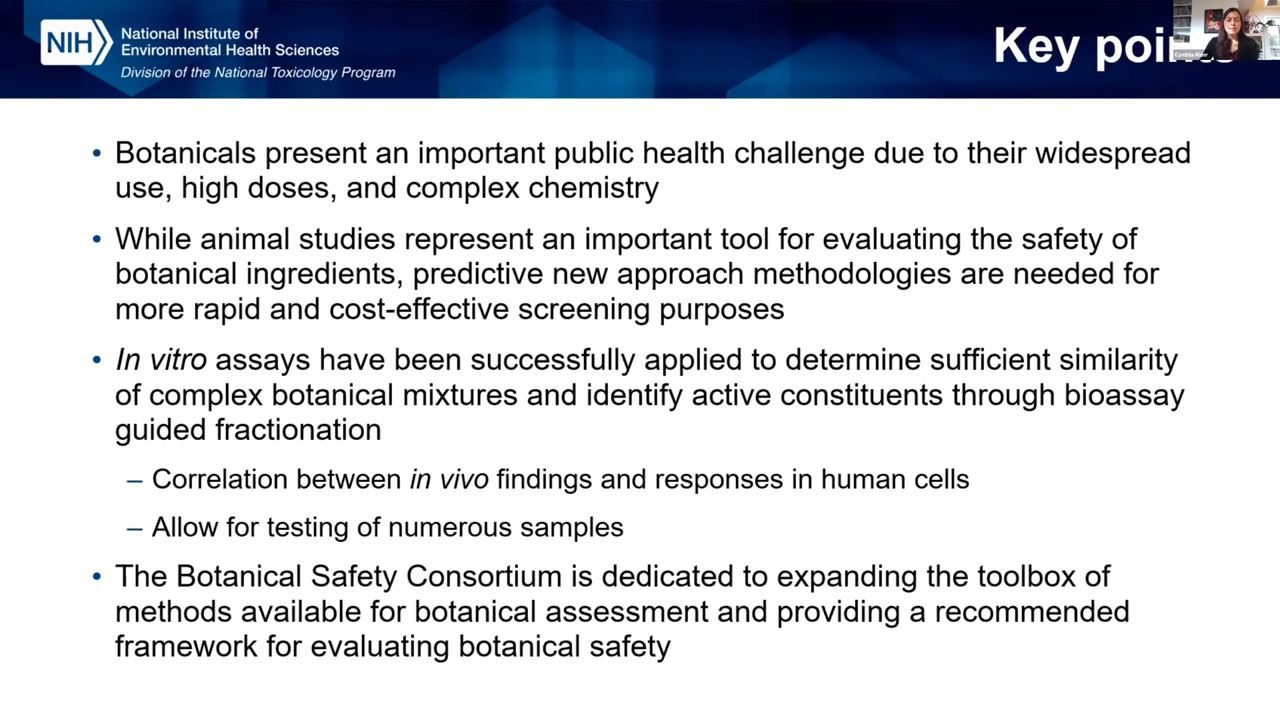 NIH
National Institute of
Environmental Health Sciences
Division of the National Toxicology Program
Key poin
Cynthia Rider
• Botanicals present an important public health challenge due to their widespread
use, high doses, and complex chemistry
• While animal studies represent an important tool for evaluating the safety of
botanical ingredients, predictive new approach methodologies are needed for
more rapid and cost-effective screening purposes
• In vitro assays have been successfully applied to determine sufficient similarity
of complex botanical mixtures and identify active constituents through bioassay
guided fractionation
– Correlation between in vivo findings and responses in human cells
– Allow for testing of numerous samples
• The Botanical Safety Consortium is dedicated to expanding the toolbox of
methods available for botanical assessment and providing a recommended
framework for evaluating botanical safety